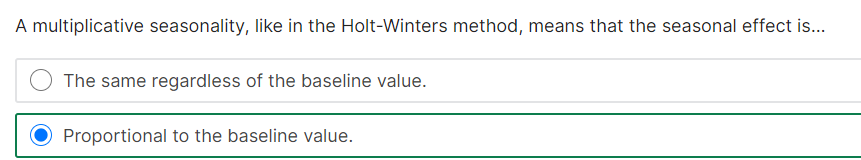 A multiplicative seasonality, like in the Holt-Winters method, means that the seasonal effect is...
The same regardless of the baseline value.
Proportional to the baseline value.